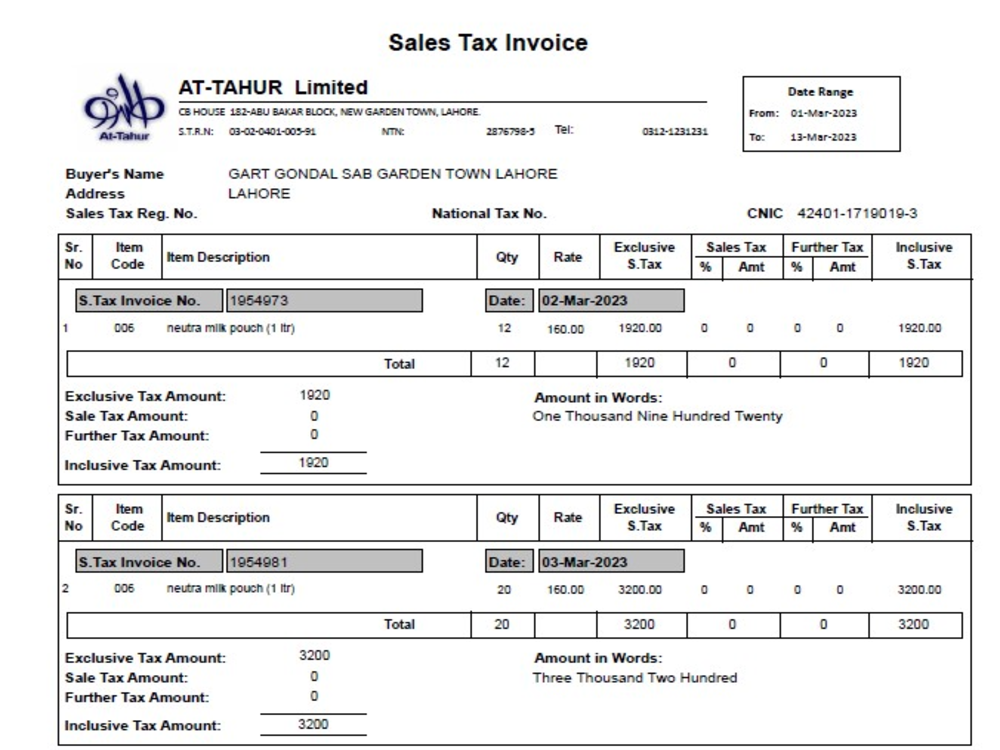 Sales Tax Invoice
AT-TAHUR Limited
CB HOUSE 182-ABU BAKAR BLOCK, NEW GARDEN TOWN, LAHORE.
S.T.R.N: 03-02-0401-005-91 NTN: 2876798-5 Tel: 0312-1231231
At-Tahur
Date Range
From: 01-Mar-2023
To: 13-Mar-2023
Buyer's Name GART GONDAL SAB GARDEN TOWN LAHORE
Address LAHORE
Sales Tax Reg. No. National Tax No. CNIC 42401-1719019-3
Sr. No Item Code Item Description Qty Rate Exclusive S.Tax Sales Tax % Amt Further Tax % Amt Inclusive S.Tax
S.Tax Invoice No. 1954973 Date: 02-Mar-2023
1 006 neutra milk pouch (1 ltr) 12 160.00 1920.00 0 0 0 0 1920.00
Total 12 1920 0 0 1920
Exclusive Tax Amount: 1920 Amount in Words:
Sale Tax Amount: 0 One Thousand Nine Hundred Twenty
Further Tax Amount: 0
Inclusive Tax Amount: 1920
Sr. No Item Code Item Description Qty Rate Exclusive S.Tax Sales Tax % Amt Further Tax % Amt Inclusive S.Tax
S.Tax Invoice No. 1954981 Date: 03-Mar-2023
2 006 neutra milk pouch (1 ltr) 20 160.00 3200.00 0 0 0 0 3200.00
Total 20 3200 0 0 3200
Exclusive Tax Amount: 3200 Amount in Words:
Sale Tax Amount: 0 Three Thousand Two Hundred
Further Tax Amount: 0
Inclusive Tax Amount: 3200